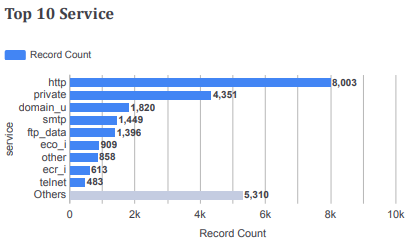 Top 10 Service
Record Count
http 8,003
private 4,351
domain_u 1,820
smtp 1,449
ftp_data 1,396
eco_i 909
other 858
ecr_i 613
telnet 483
Others 5,310
service
0 2k 4k 6k 8k 10k
Record Count